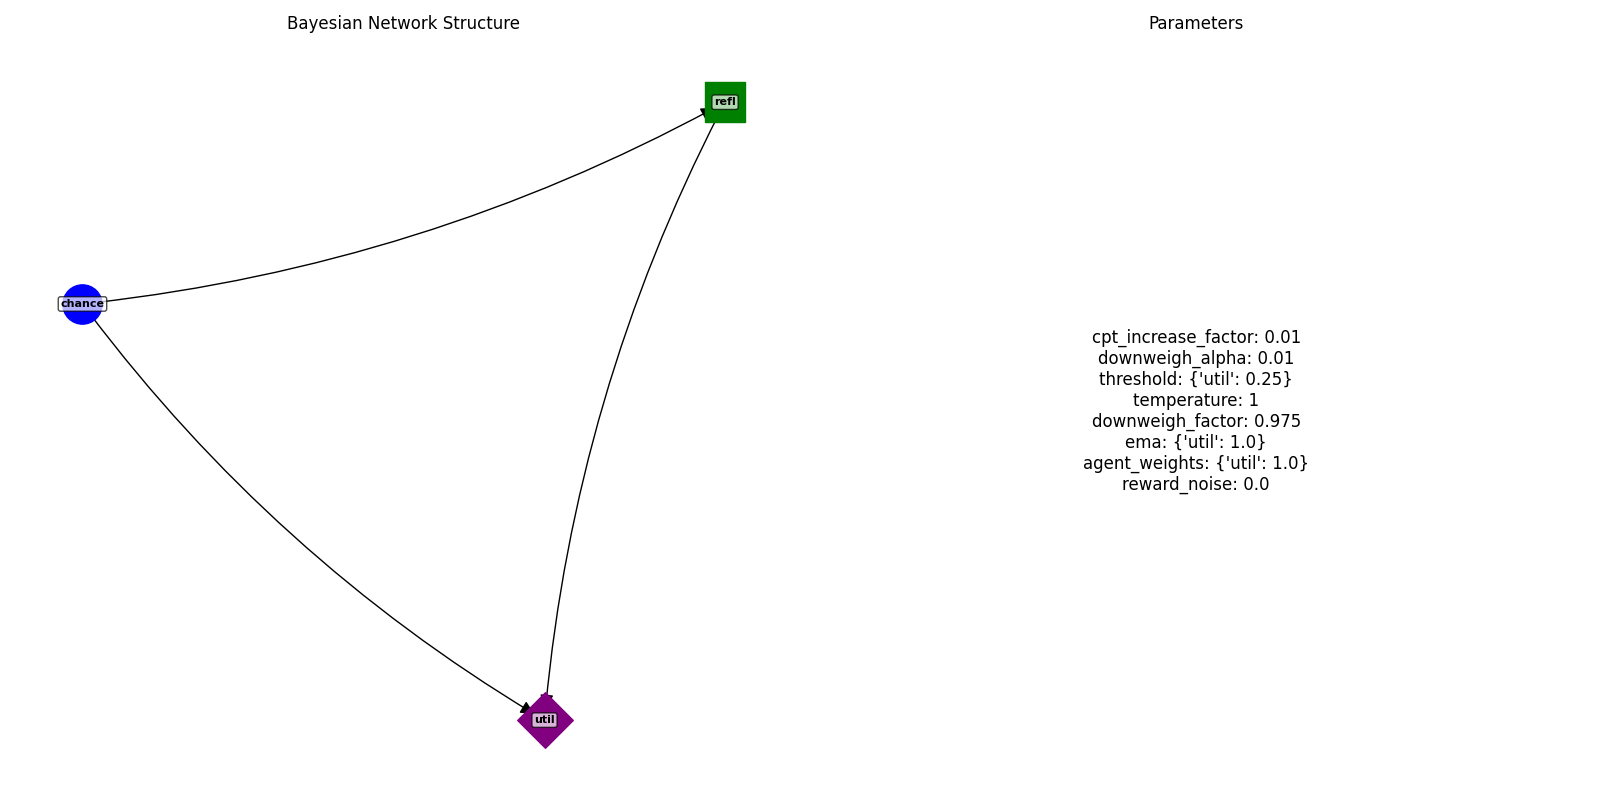 Bayesian Network Structure
Parameters
refl
chance
util
cpt_increase_factor: 0.01
downweigh_alpha: 0.01
threshold: {'util': 0.25}
temperature: 1
downweigh_factor: 0.975
ema: {'util': 1.0}
agent_weights: {'util': 1.0}
reward_noise: 0.0